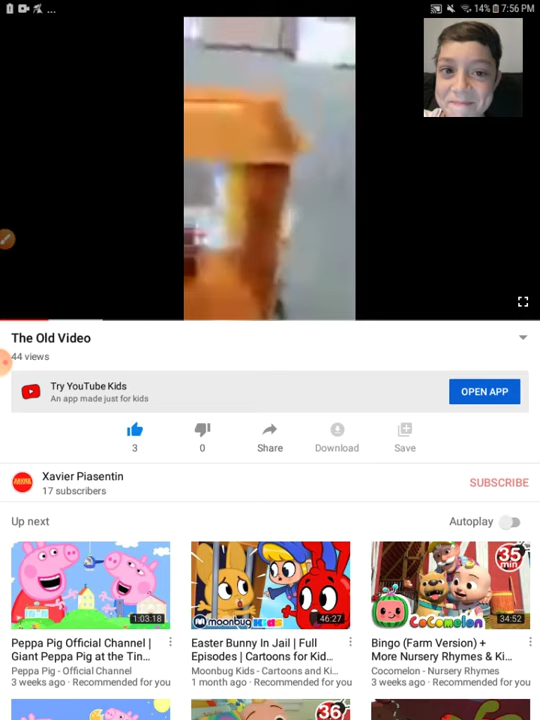 ... 14% 7:56 PM
The Old Video
44 views
Try YouTube Kids
An app made just for kids
OPEN APP
3 0 Share Download Save
Xavier Piasentin
17 subscribers
SUBSCRIBE
Up next Autoplay
1:03:18
moonbug kids 46:27
35 min
CoComelon 34:52
Peppa Pig Official Channel |
Giant Peppa Pig at the Tin...
Peppa Pig - Official Channel
3 weeks ago · Recommended for you
Easter Bunny In Jail | Full
Episodes | Cartoons for Kid...
Moonbug Kids - Cartoons and Ki...
1 month ago · Recommended for you
Bingo (Farm Version) +
More Nursery Rhymes & Ki...
Cocomelon - Nursery Rhymes
3 weeks ago · Recommended for you
36